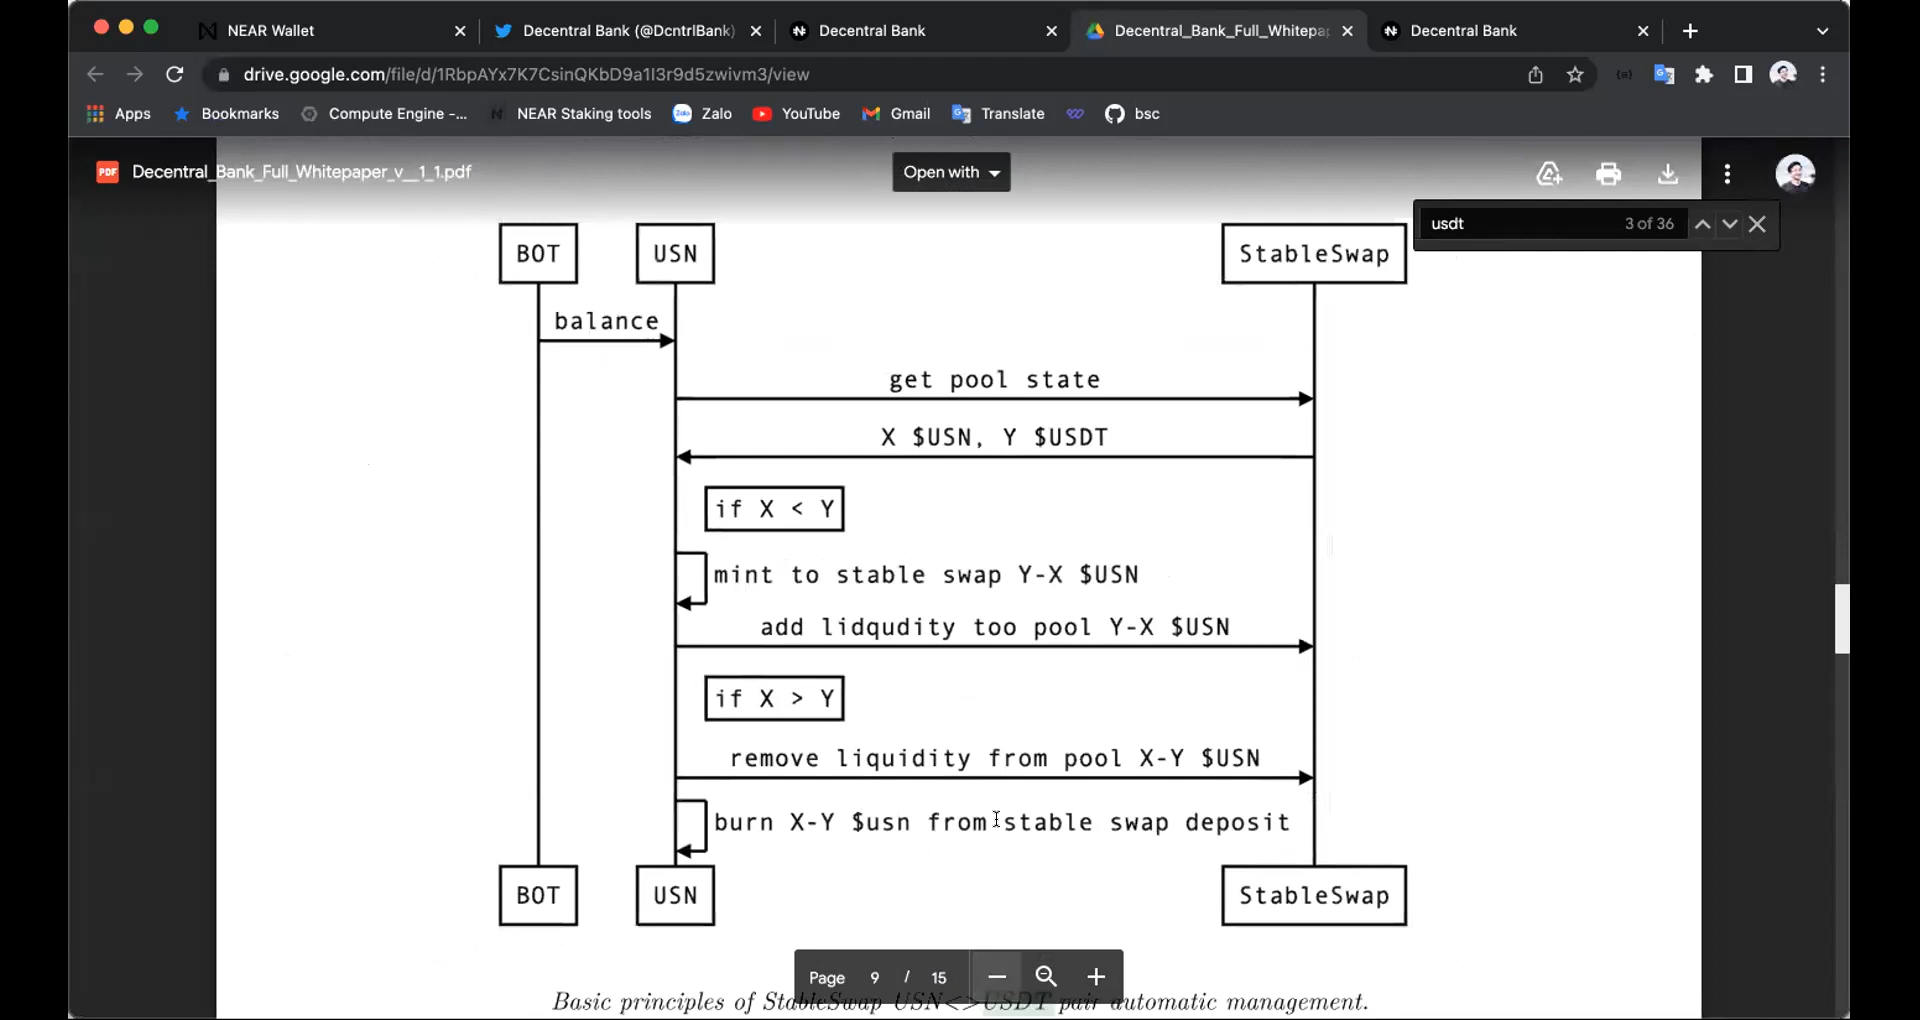 NEAR Wallet
Decentral Bank (@DcntrlBank)
Decentral Bank
Decentral_Bank_Full_Whitepap
Decentral Bank
drive.google.com/file/d/1RbpAYx7K7CsinQKbD9a1I3r9d5zwivm3/view
Apps
Bookmarks
Compute Engine -...
NEAR Staking tools
Zalo
YouTube
Gmail
Translate
bsc
PDF
Decentral_Bank_Full_Whitepaper_v__1_1.pdf
Open with
usdt
3 of 36
BOT
USN
StableSwap
balance
get pool state
X $USN, Y $USDT
if X < Y
mint to stable swap Y-X $USN
add lidqudity too pool Y-X $USN
if X > Y
remove liquidity from pool X-Y $USN
burn X-Y $usn from stable swap deposit
BOT
USN
StableSwap
Page 9 / 15
Basic principles of StableSwap USN<>USDT pair automatic management.